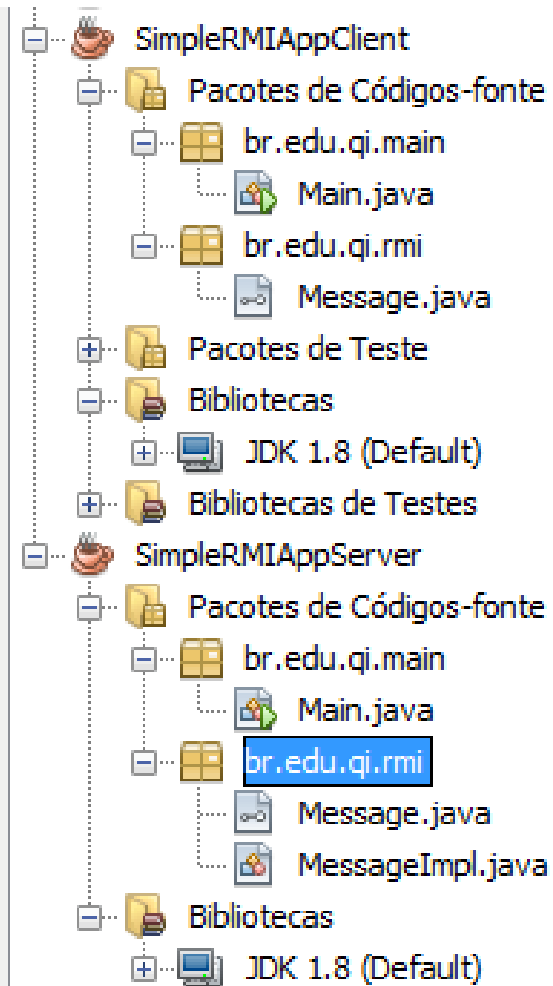 SimpleRMIAppClient
Pacotes de Códigos-fonte
br.edu.qi.main
Main.java
br.edu.qi.rmi
Message.java
Pacotes de Teste
Bibliotecas
JDK 1.8 (Default)
Bibliotecas de Testes
SimpleRMIAppServer
Pacotes de Códigos-fonte
br.edu.qi.main
Main.java
br.edu.qi.rmi
Message.java
MessageImpl.java
Bibliotecas
JDK 1.8 (Default)